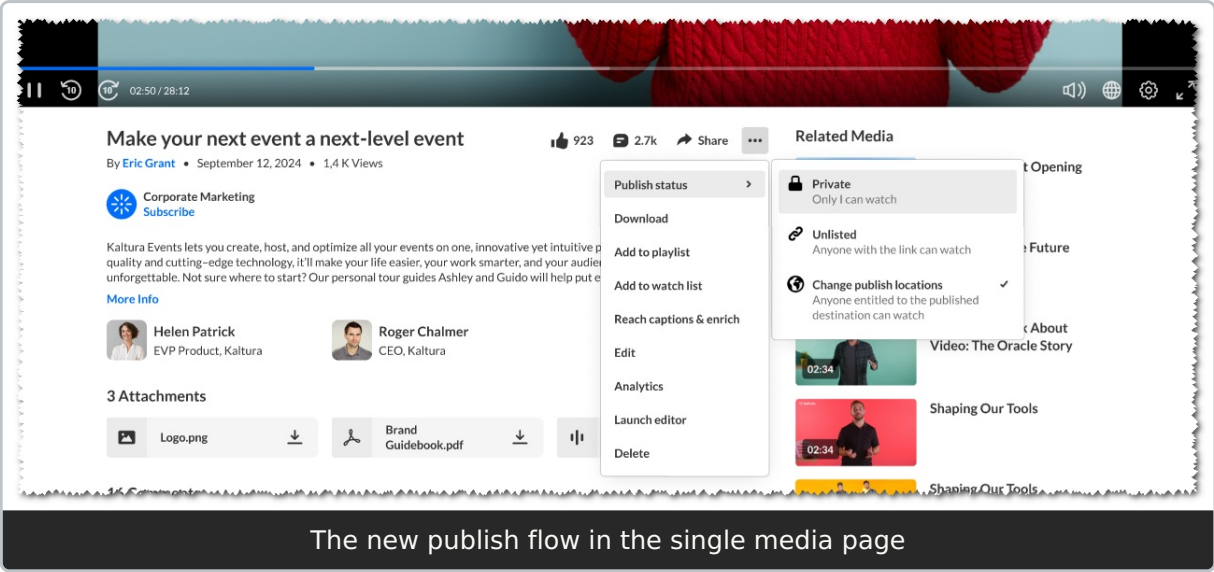 10
10
02:50 / 28:12
Make your next event a next-level event
923
2.7k
Share
By Eric Grant • September 12, 2024 • 1,4 K Views
Corporate Marketing
Subscribe
Kaltura Events lets you create, host, and optimize all your events on one, innovative yet intuitive p
quality and cutting-edge technology, it'll make your life easier, your work smarter, and your audien
unforgettable. Not sure where to start? Our personal tour guides Ashley and Guido will help put e
More Info
Helen Patrick
EVP Product, Kaltura
Roger Chalmer
CEO, Kaltura
3 Attachments
Logo.png
Brand
Guidebook.pdf
16 Comments
Publish status
Download
Add to playlist
Add to watch list
Reach captions & enrich
Edit
Analytics
Launch editor
Delete
Private
Only I can watch
Unlisted
Anyone with the link can watch
Change publish locations
Anyone entitled to the published
destination can watch
Related Media
t Opening
e Future
k About
Video: The Oracle Story
02:34
Shaping Our Tools
02:34
Shaping Our Tools
The new publish flow in the single media page